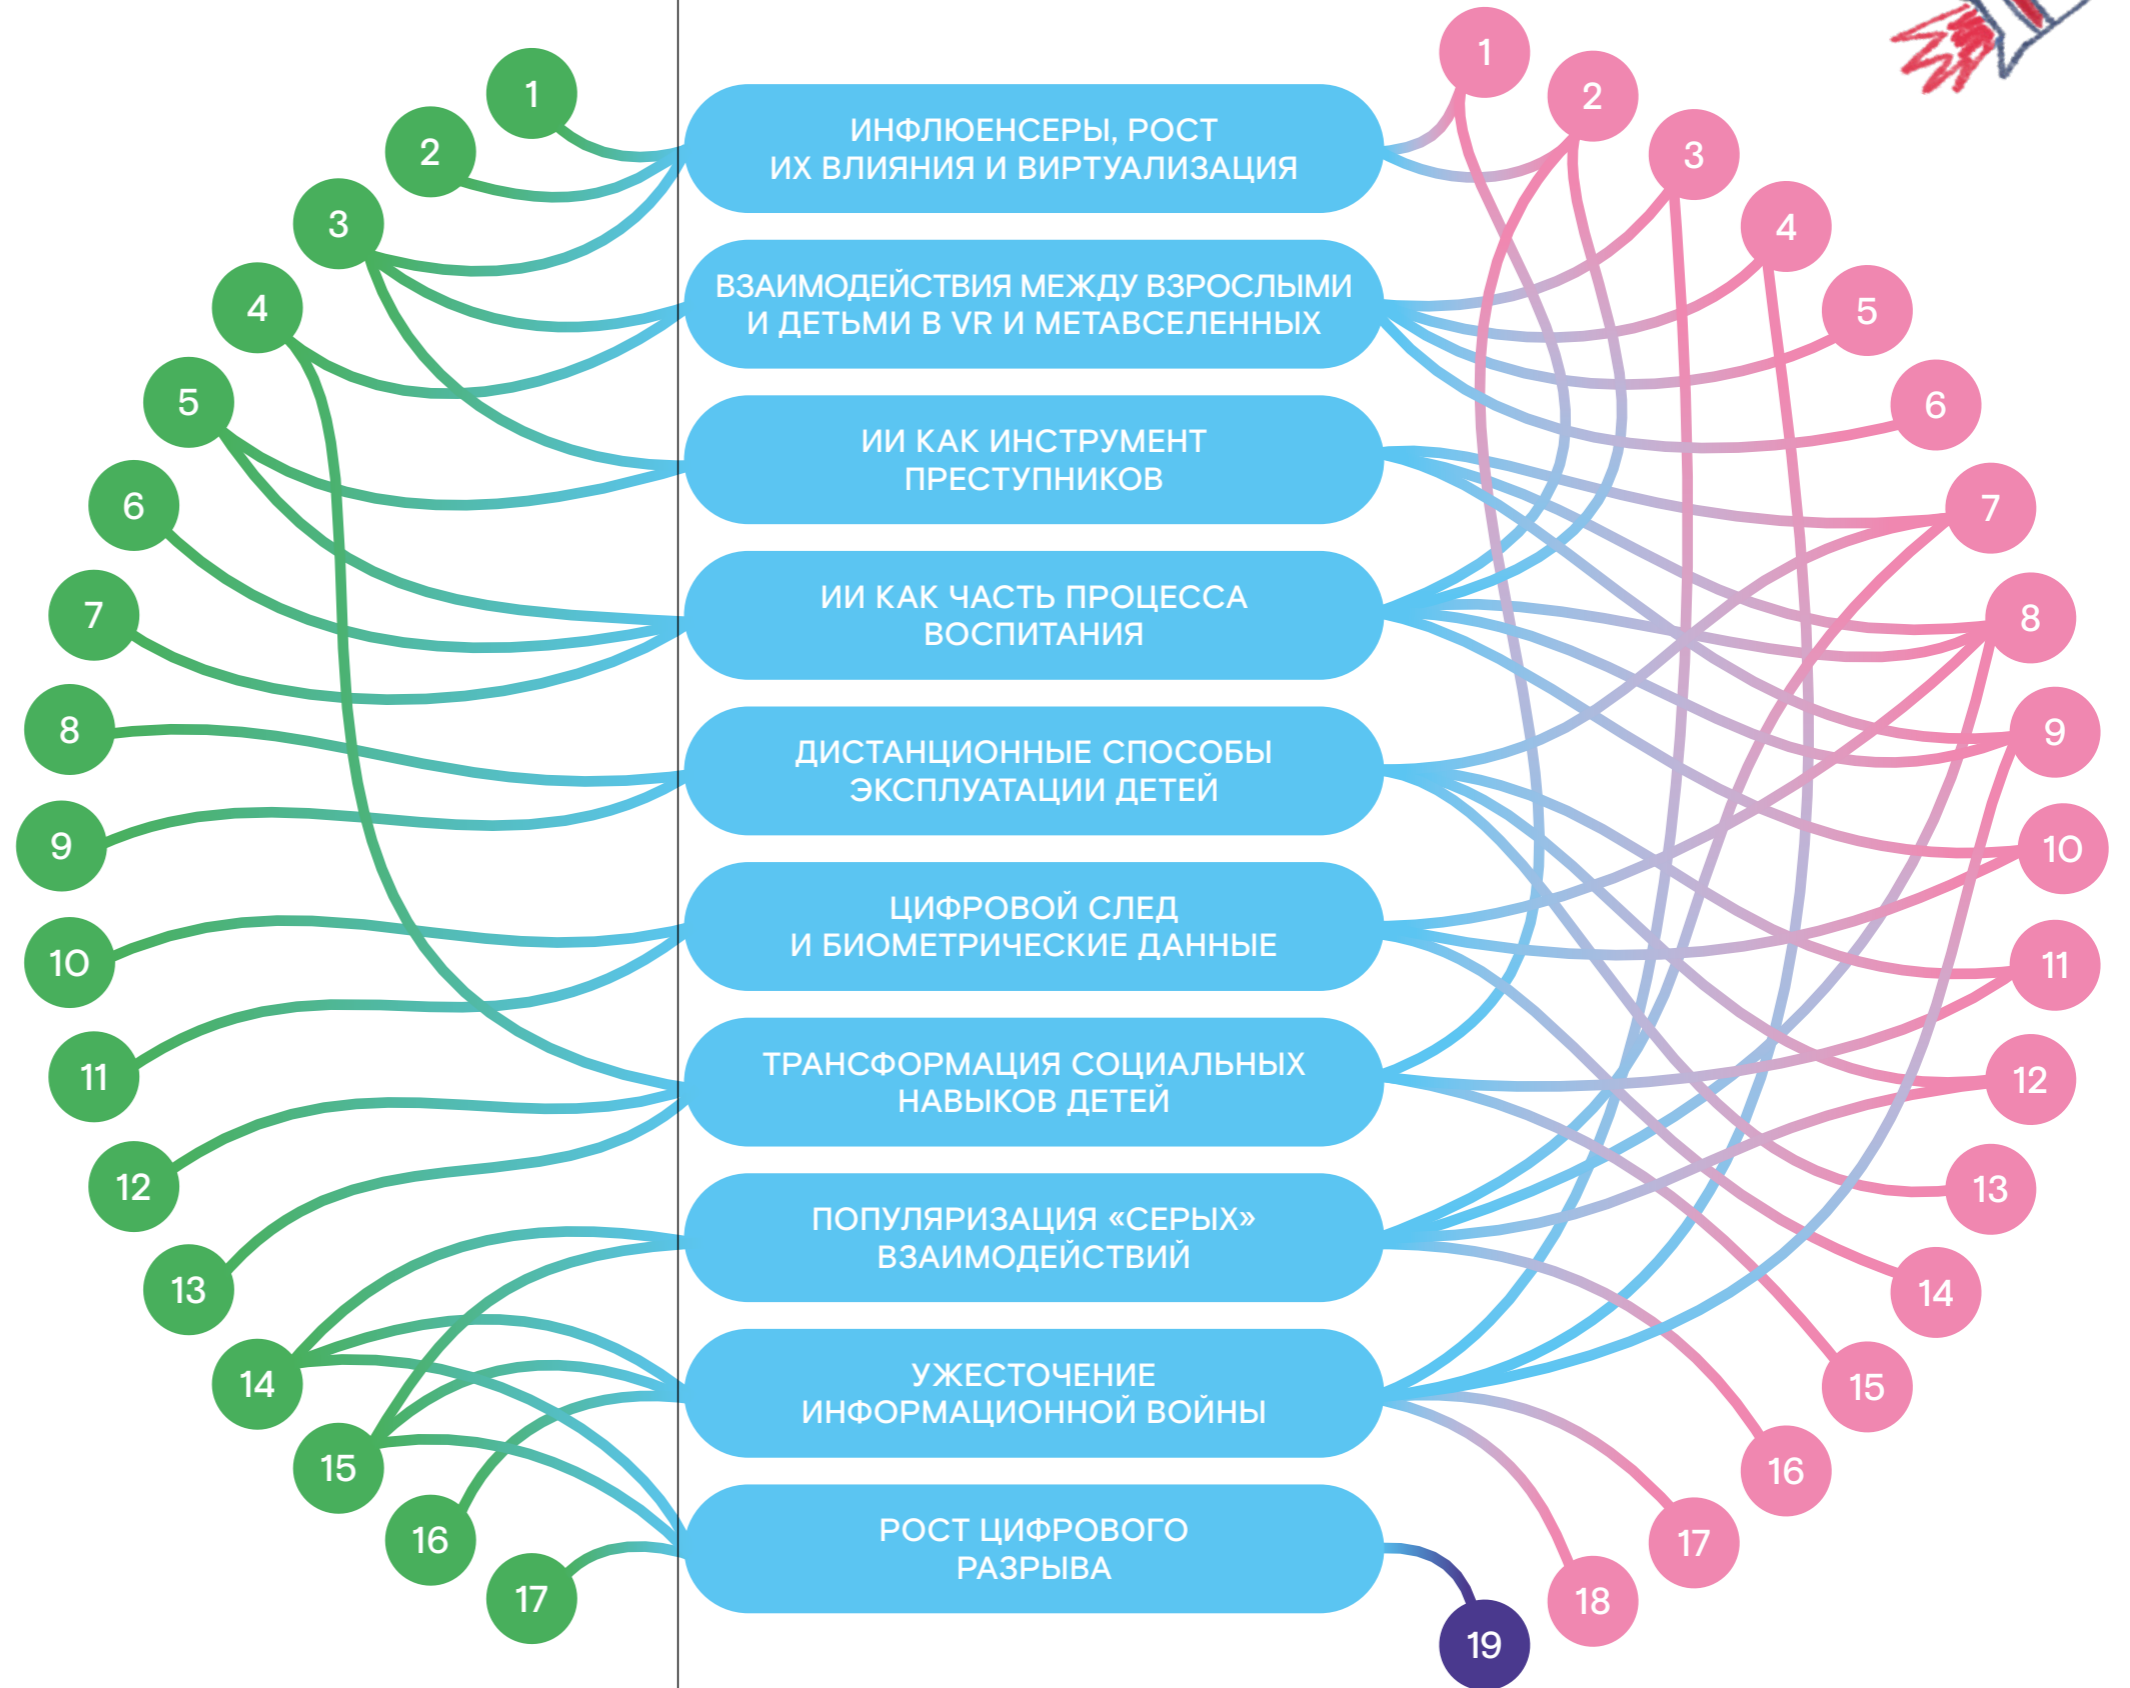 1
2
3
4
5
6
7
8
9
10
11
12
13
14
15
16
17
ИНФЛЮЕНСЕРЫ, РОСТ
ИХ ВЛИЯНИЯ И ВИРТУАЛИЗАЦИЯ
ВЗАИМОДЕЙСТВИЯ МЕЖДУ ВЗРОСЛЫМИ
И ДЕТЬМИ В VR И МЕТАВСЕЛЕННЫХ
ИИ КАК ИНСТРУМЕНТ
ПРЕСТУПНИКОВ
ИИ КАК ЧАСТЬ ПРОЦЕССА
ВОСПИТАНИЯ
ДИСТАНЦИОННЫЕ СПОСОБЫ
ЭКСПЛУАТАЦИИ ДЕТЕЙ
ЦИФРОВОЙ СЛЕД
И БИОМЕТРИЧЕСКИЕ ДАННЫЕ
ТРАНСФОРМАЦИЯ СОЦИАЛЬНЫХ
НАВЫКОВ ДЕТЕЙ
ПОПУЛЯРИЗАЦИЯ «СЕРЫХ»
ВЗАИМОДЕЙСТВИЙ
УЖЕСТОЧЕНИЕ
ИНФОРМАЦИОННОЙ ВОЙНЫ
РОСТ ЦИФРОВОГО
РАЗРЫВА
1
2
3
4
5
6
7
8
9
10
11
12
13
14
15
16
17
18
19